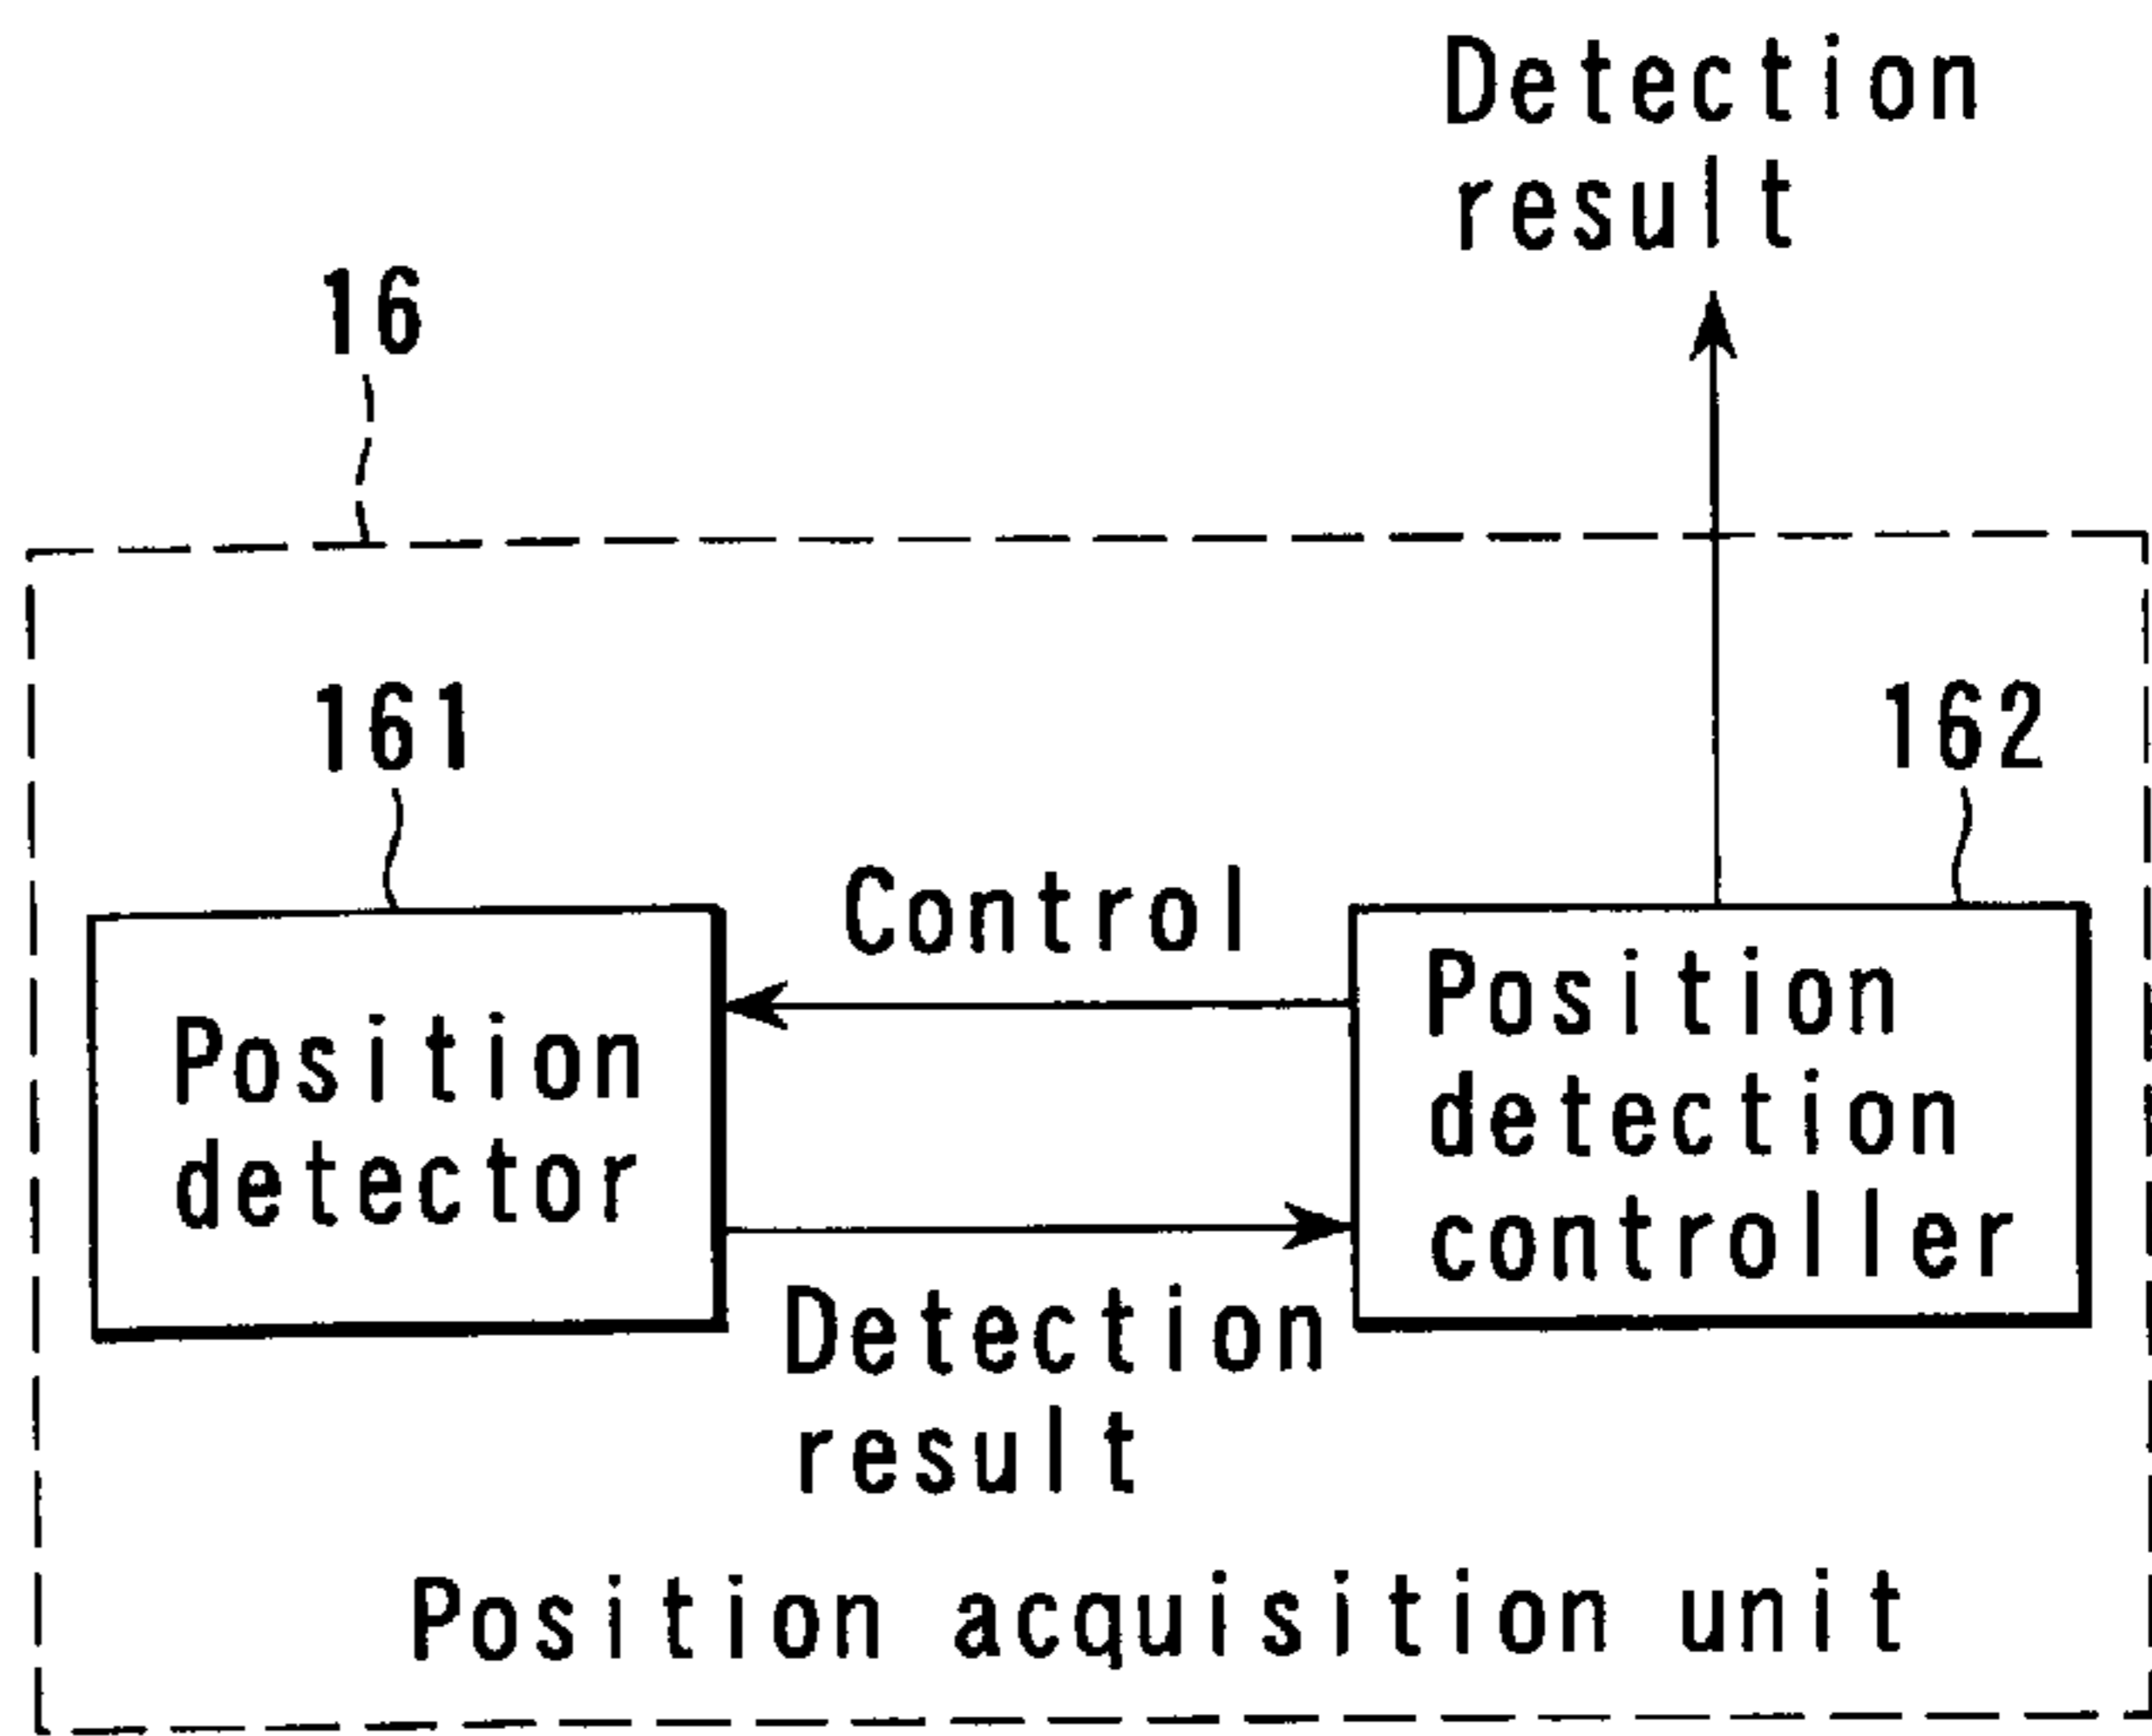 Detection
result
16
161
162
Control
Position
detector
Position
detection
controller
Detection
result
Position acquisition unit